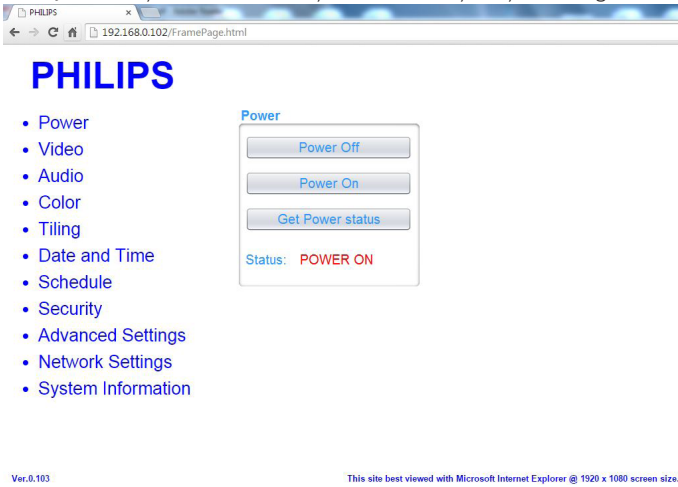 PHILIPS
192.168.0.102/FramePage.html
PHILIPS
Power
Video
Audio
Color
Tiling
Date and Time
Schedule
Security
Advanced Settings
Network Settings
System Information
Power
Power Off
Power On
Get Power status
Status: POWER ON
Ver.0.103
This site best viewed with Microsoft Internet Explorer @ 1920 x 1080 screen size.